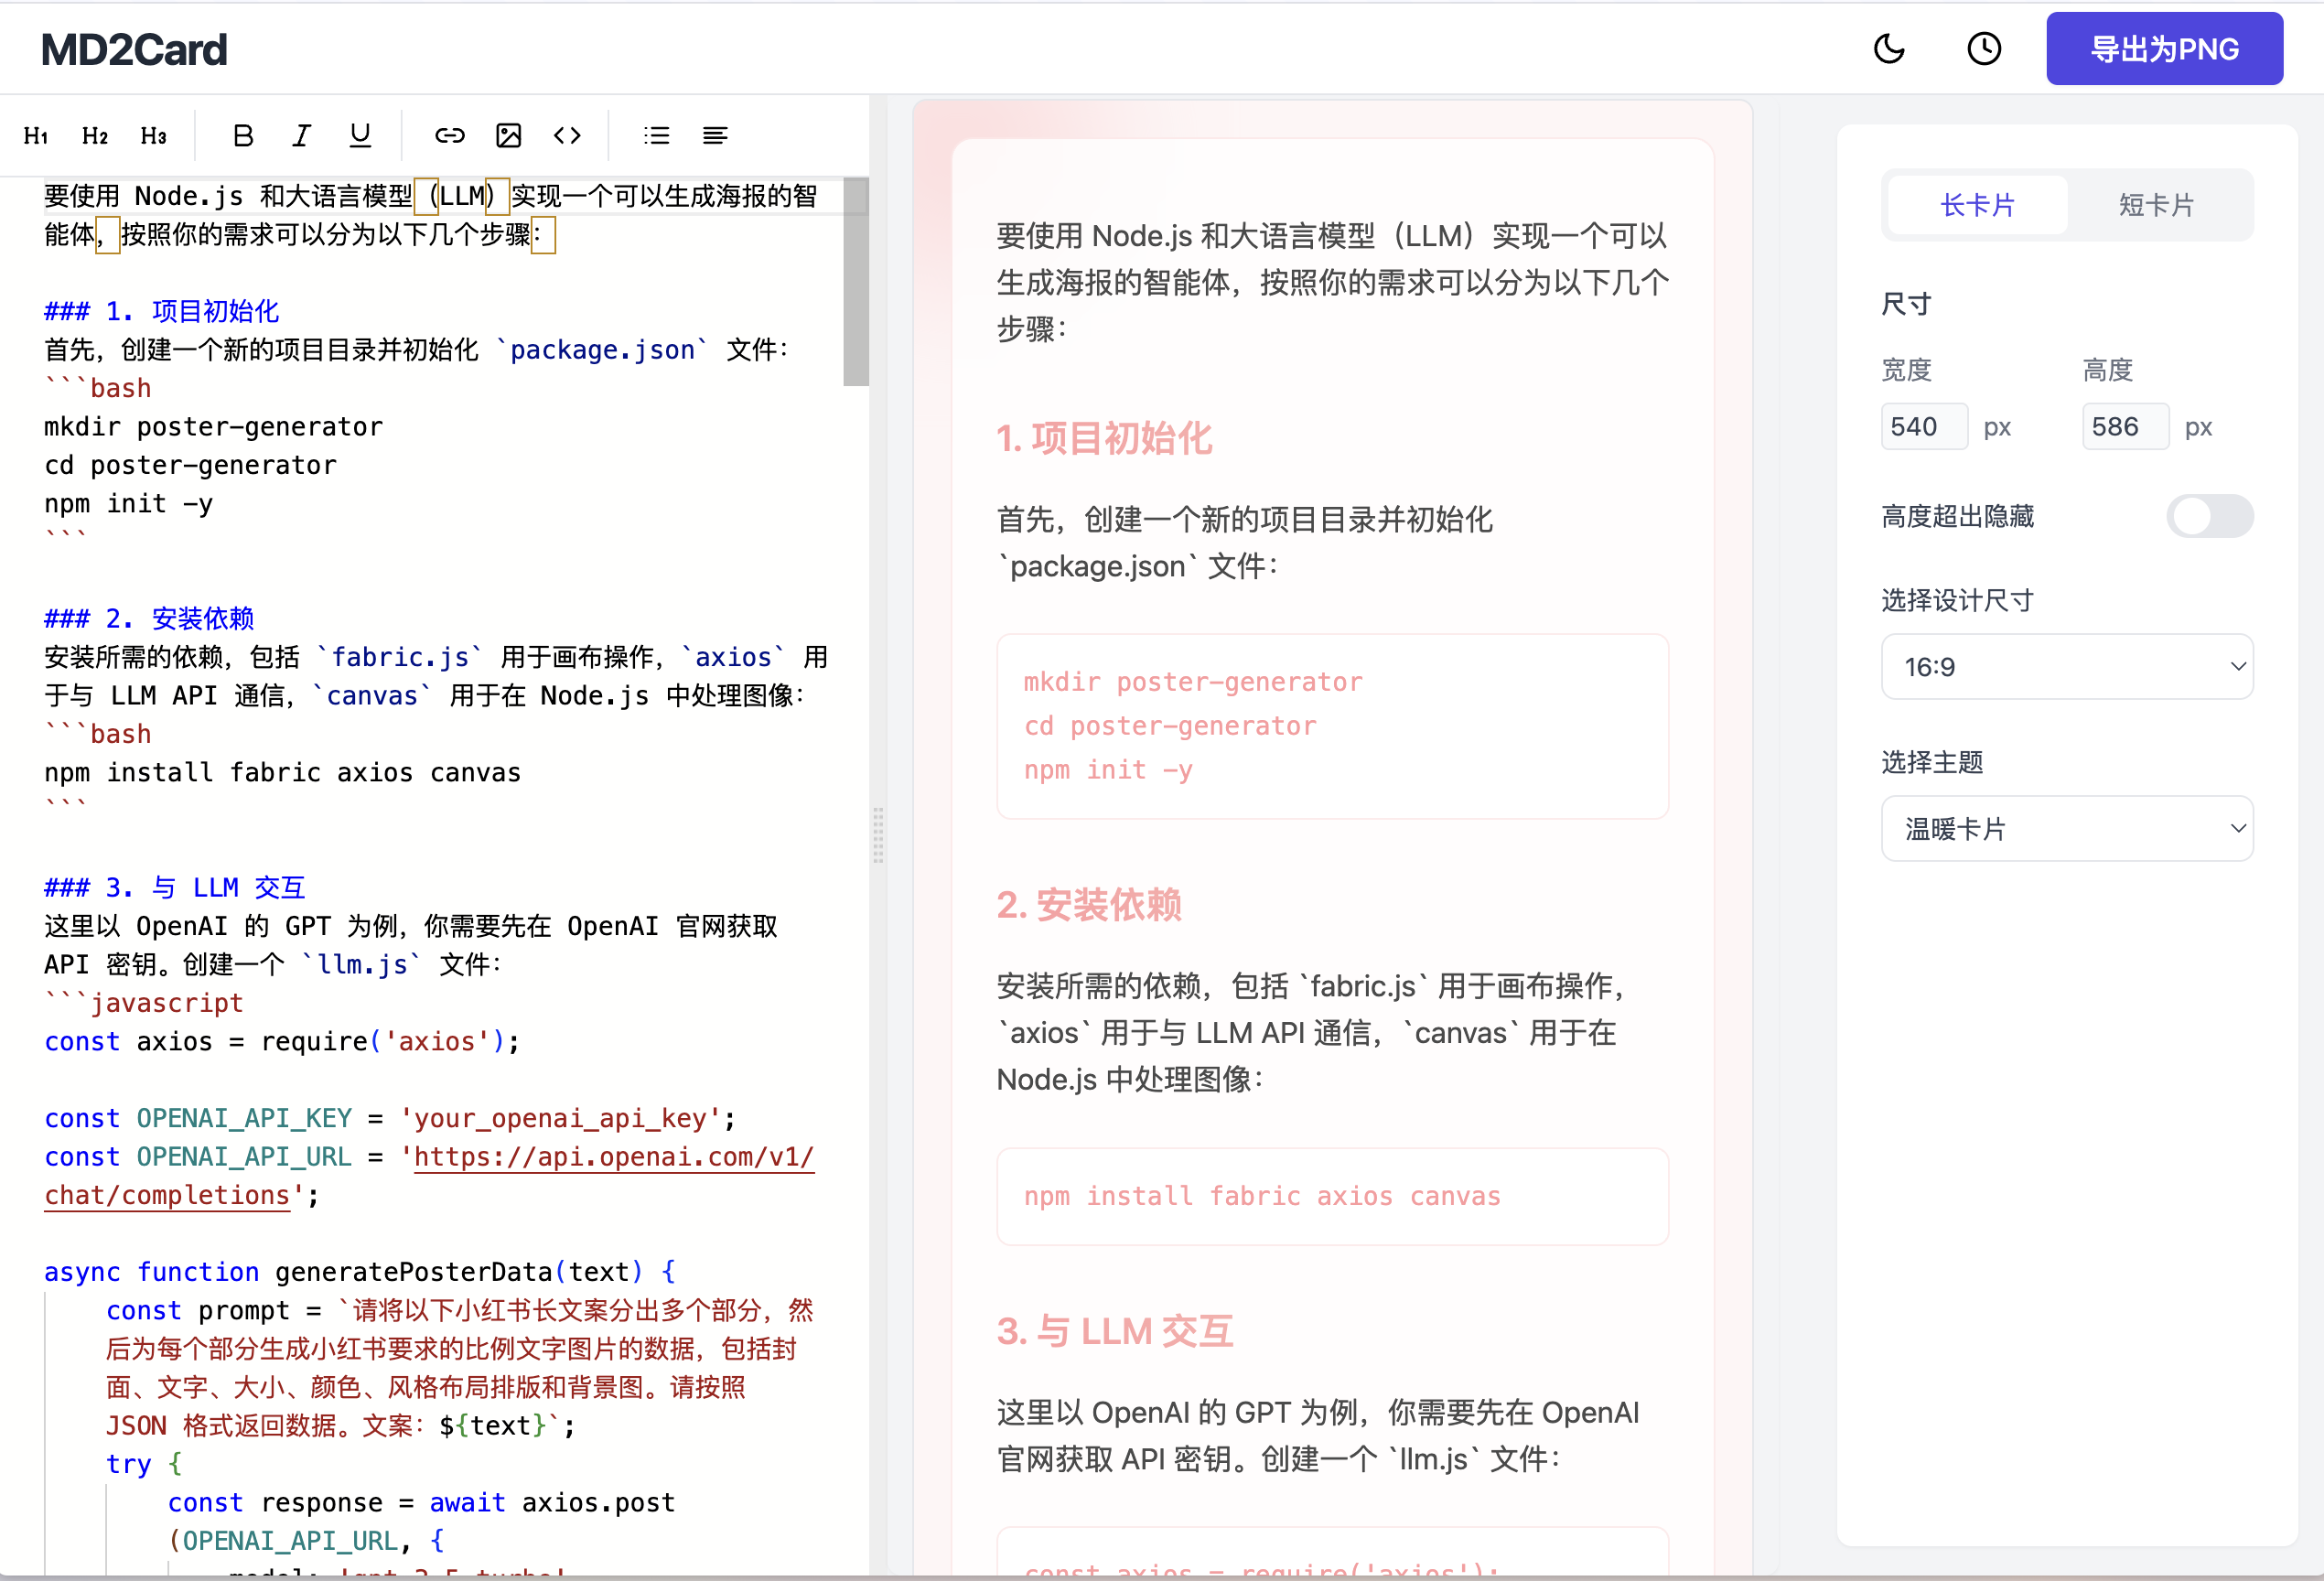 MD2Card
导出为PNG
H1 H2 H3 B I U
要使用 Node.js 和大语言模型（LLM）实现一个可以生成海报的智
能体，按照你的需求可以分为以下几个步骤：
### 1. 项目初始化
首先，创建一个新的项目目录并初始化 `package.json` 文件：
```bash
mkdir poster-generator
cd poster-generator
npm init -y
```
### 2. 安装依赖
安装所需的依赖，包括 `fabric.js` 用于画布操作，`axios` 用
于与 LLM API 通信，`canvas` 用于在 Node.js 中处理图像：
```bash
npm install fabric axios canvas
```
### 3. 与 LLM 交互
这里以 OpenAI 的 GPT 为例，你需要先在 OpenAI 官网获取
API 密钥。创建一个 `llm.js` 文件：
```javascript
const axios = require('axios');
const OPENAI_API_KEY = 'your_openai_api_key';
const OPENAI_API_URL = 'https://api.openai.com/v1/
chat/completions';
async function generatePosterData(text) {
const prompt = `请将以下小红书长文案分出多个部分，然
后为每个部分生成小红书要求的比例文字图片的数据，包括封
面、文字、大小、颜色、风格布局排版和背景图。请按照
JSON 格式返回数据。文案：${text}`;
try {
const response = await axios.post
(OPENAI_API_URL, {
model: 'gpt-3.5-turbo'
要使用 Node.js 和大语言模型（LLM）实现一个可以
生成海报的智能体，按照你的需求可以分为以下几个
步骤：
1. 项目初始化
首先，创建一个新的项目目录并初始化
`package.json` 文件：
mkdir poster-generator
cd poster-generator
npm init -y
2. 安装依赖
安装所需的依赖，包括 `fabric.js` 用于画布操作，
`axios` 用于与 LLM API 通信，`canvas` 用于在
Node.js 中处理图像：
npm install fabric axios canvas
3. 与 LLM 交互
这里以 OpenAI 的 GPT 为例，你需要先在 OpenAI
官网获取 API 密钥。创建一个 `llm.js` 文件：
const axios = require('axios');
长卡片 短卡片
尺寸
宽度 高度
540 px 586 px
高度超出隐藏
选择设计尺寸
16:9
选择主题
温暖卡片